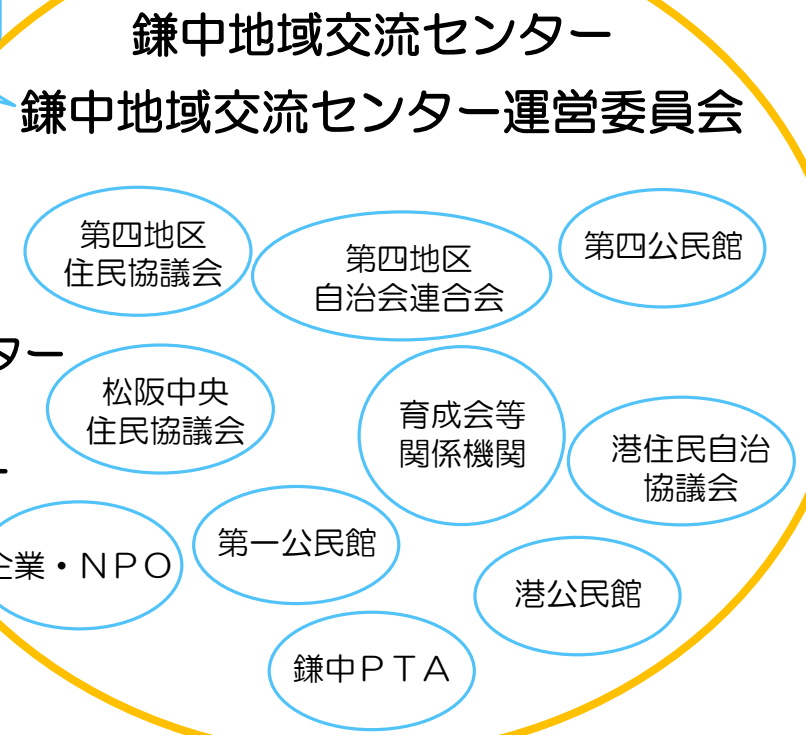 鎌中地域交流センター
鎌中地域交流センター運営委員会
第四地区
住民協議会
第四地区
自治会連合会
第四公民館
ター
松阪中央
住民協議会
育成会等
関係機関
港住民自治
協議会
ー
企業・ＮＰＯ
第一公民館
港公民館
鎌中ＰＴＡ